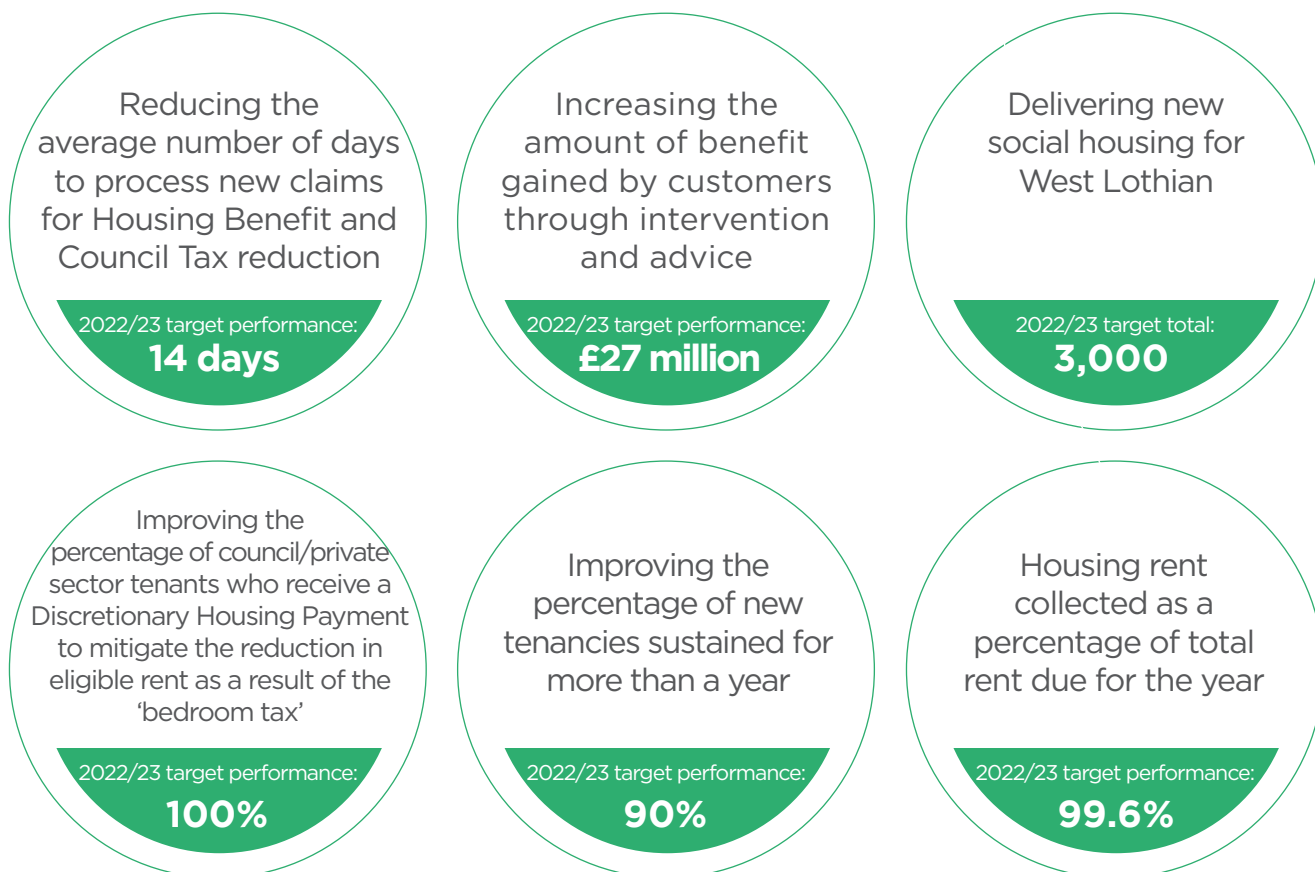 Reducing the
average number of days
to process new claims
for Housing Benefit and
Council Tax reduction
2022/23 target performance:
14 days
Increasing the
amount of benefit
gained by customers
through intervention
and advice
2022/23 target performance:
£27 million
Delivering new
social housing for
West Lothian
2022/23 target total:
3,000
Improving the
percentage of council/private
sector tenants who receive a
Discretionary Housing Payment
to mitigate the reduction in
eligible rent as a result of the
‘bedroom tax’
2022/23 target performance:
100%
Improving the
percentage of new
tenancies sustained for
more than a year
2022/23 target performance:
90%
Housing rent
collected as a
percentage of total
rent due for the year
2022/23 target performance:
99.6%